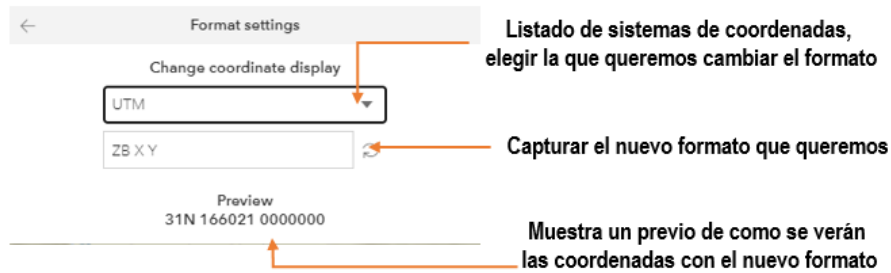 Format settings
Listado de sistemas de coordenadas,
elegir la que queremos cambiar el formato
Change coordinate display
UTM
ZB X Y
Capturar el nuevo formato que queremos
Preview
31N 166021 0000000
Muestra un previo de como se verán
las coordenadas con el nuevo formato